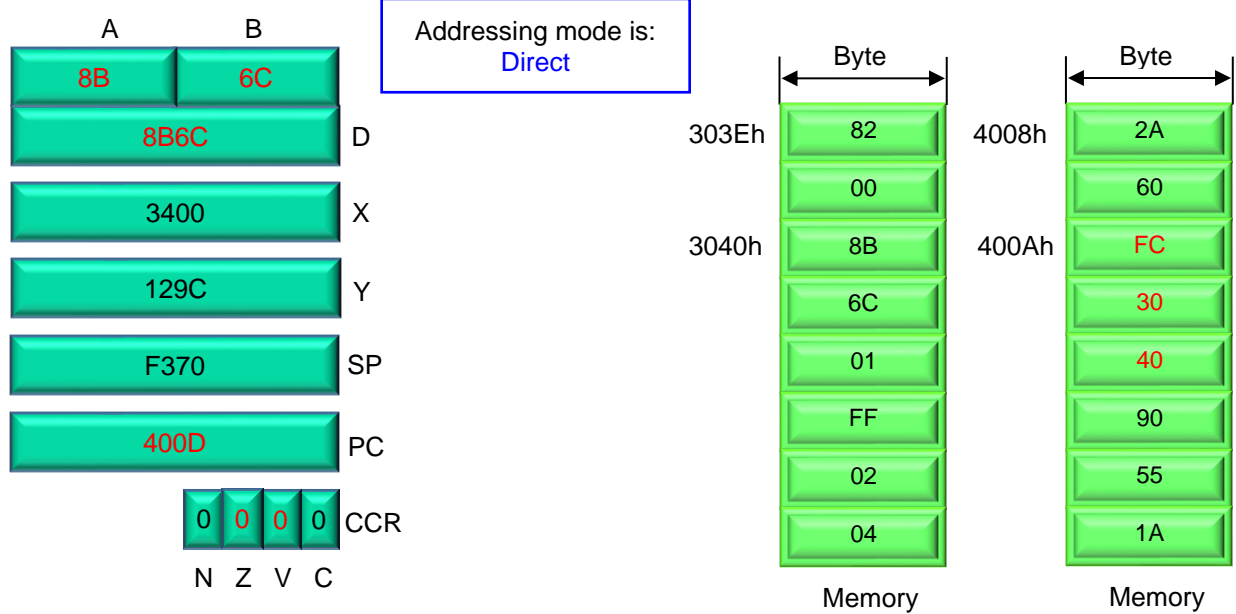 A B
8B 6C
8B6C D
3400 X
129C Y
F370 SP
400D PC
0 0 0 0 CCR
N Z V C
Addressing mode is:
Direct
Byte
303Eh 82
00
3040h 8B
6C
01
FF
02
04
Memory
Byte
4008h 2A
60
400Ah FC
30
40
90
55
1A
Memory